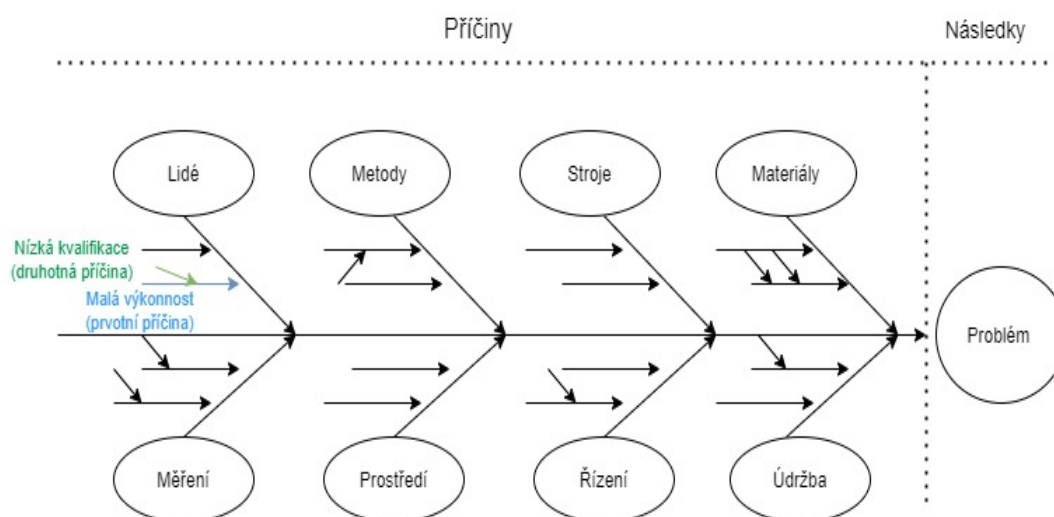 Příčiny
Následky
Lidé
Metody
Stroje
Materiály
Nízká kvalifikace
(druhotná příčina)
Malá výkonnost
(prvotní příčina)
Problém
Měření
Prostředí
Řízení
Údržba